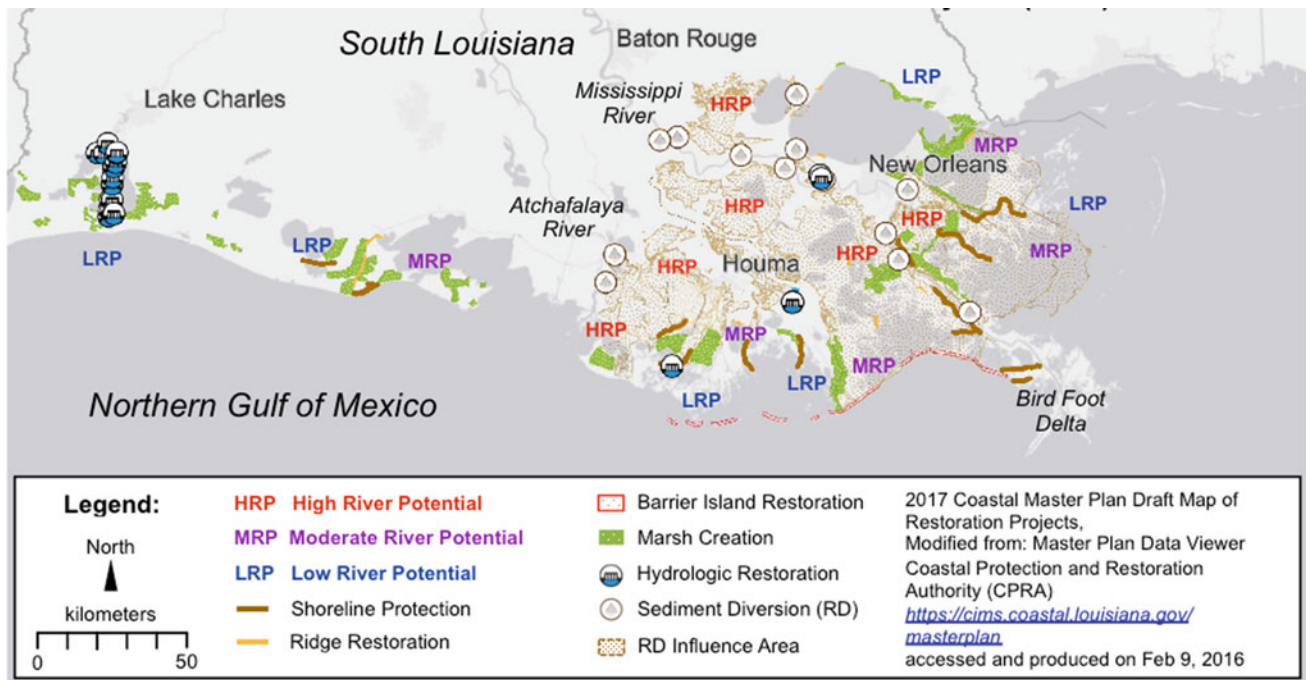 South Louisiana
Baton Rouge
LRP
Lake Charles
Mississippi
River
HRP
MRP
New Orleans
Atchafalaya
River
HRP
HRP
LRP
LRP
LRP
MRP
HRP
Houma
HRP
MRP
HRP
MRP
MRP
LRP
LRP
Northern Gulf of Mexico
Bird Foot
Delta
Legend:
North
kilometers
0 50
HRP High River Potential
MRP Moderate River Potential
LRP Low River Potential
Shoreline Protection
Ridge Restoration
Barrier Island Restoration
Marsh Creation
Hydrologic Restoration
Sediment Diversion (RD)
RD Influence Area
2017 Coastal Master Plan Draft Map of
Restoration Projects,
Modified from: Master Plan Data Viewer
Coastal Protection and Restoration
Authority (CPRA)
https://cims.coastal.louisiana.gov/
masterplan
accessed and produced on Feb 9, 2016